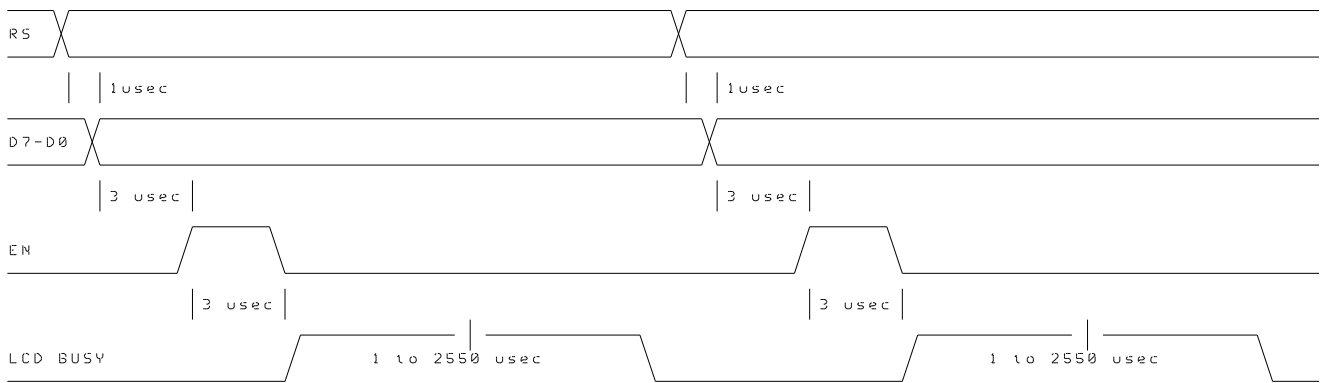 RS
1usec 1usec
D7-D0
3 usec 3 usec
EN
3 usec 3 usec
LCD BUSY 1 to 2550 usec 1 to 2550 usec